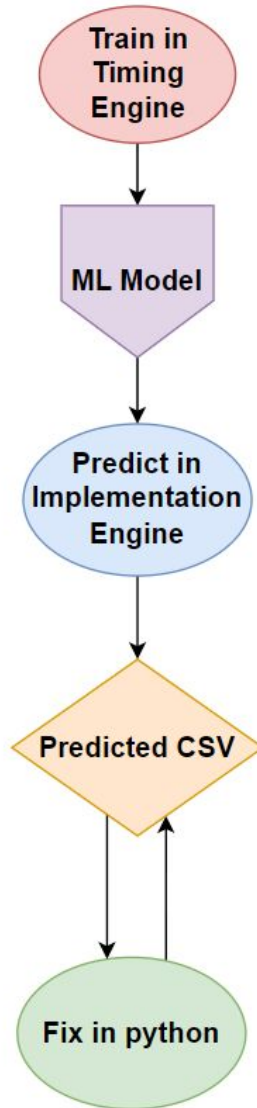 Train in
Timing
Engine
ML Model
Predict in
Implementation
Engine
Predicted CSV
Fix in python